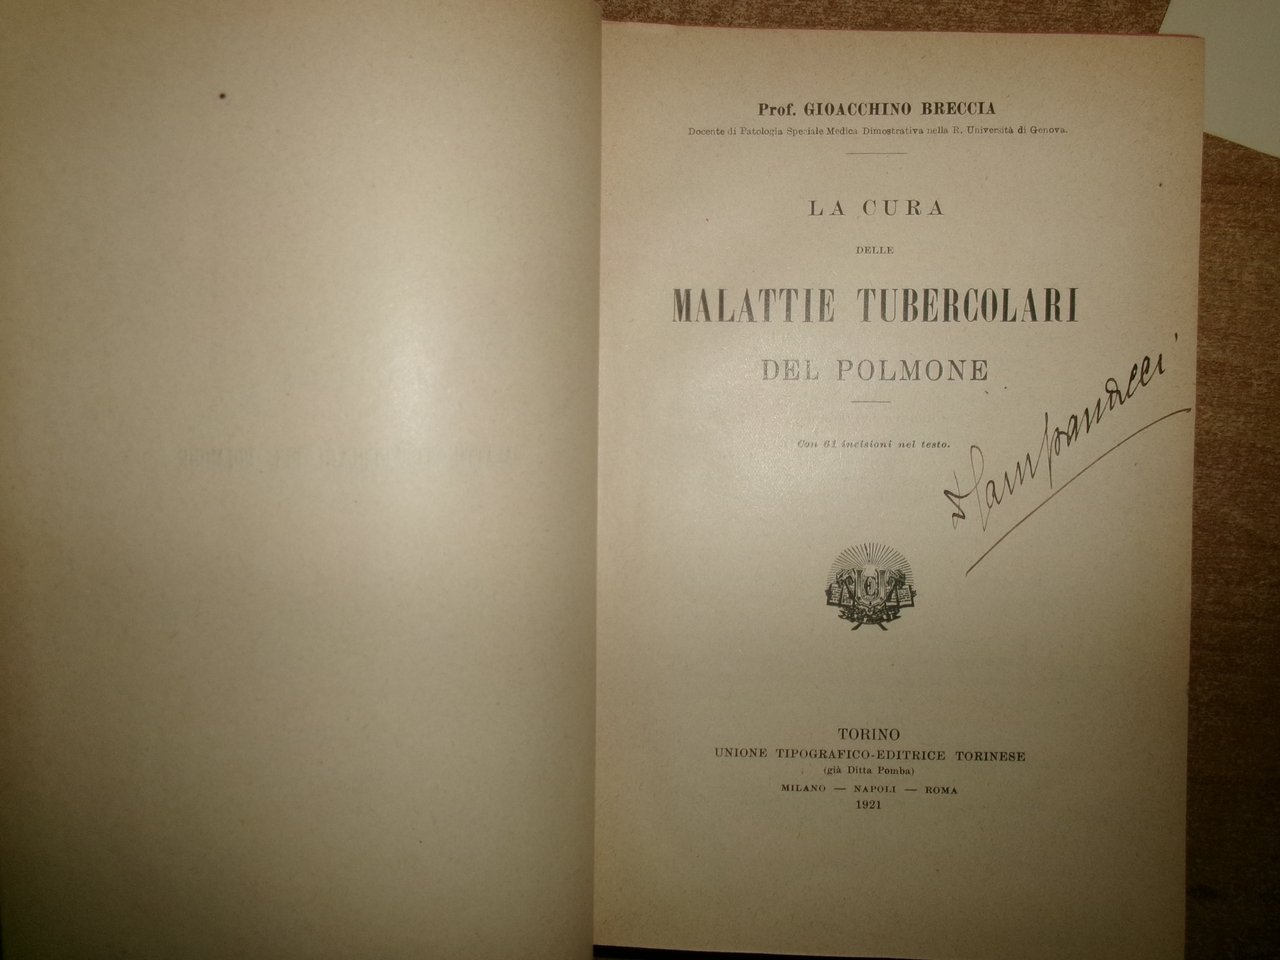 Prof. GIOACCHINO BRECCIA
Docente di Patologia Speciale Medica Dimostrativa nella R. Università di Genova.
LA CURA
DELLE
MALATTIE TUBERCOLARI
DEL POLMONE
Con 61 incisioni nel testo.
TORINO
UNIONE TIPOGRAFICO-EDITRICE TORINESE
(già Ditta Pomba)
MILANO — NAPOLI — ROMA
1921